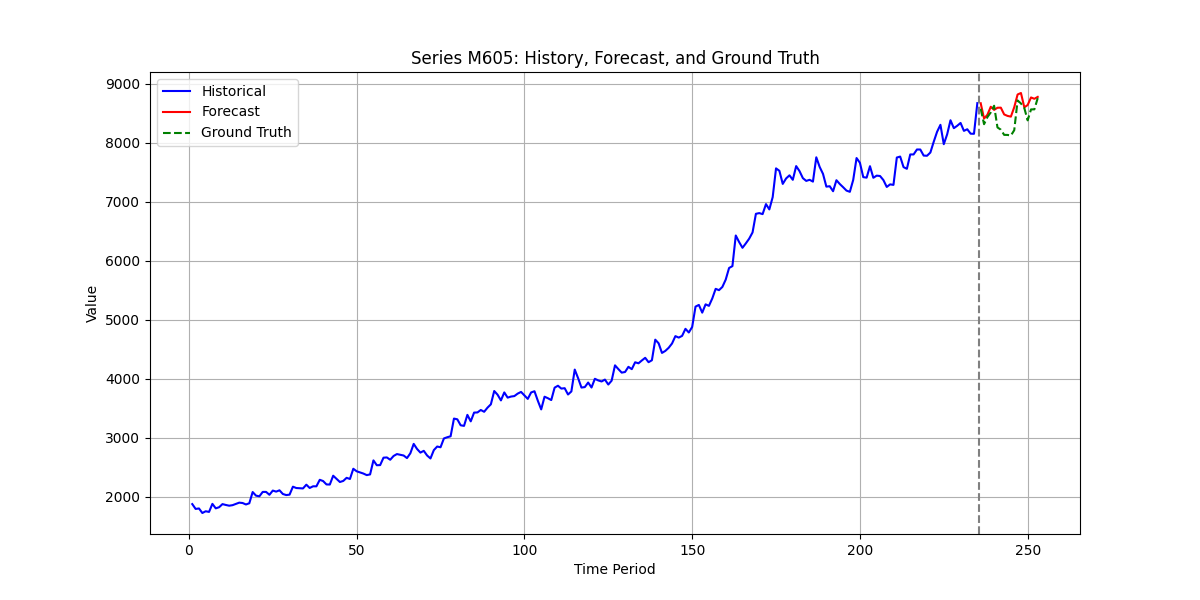 Series M605: History, Forecast, and Ground Truth
Historical
Forecast
Ground Truth
Value
9000
8000
7000
6000
5000
4000
3000
2000
0
50
100
150
200
250
Time Period